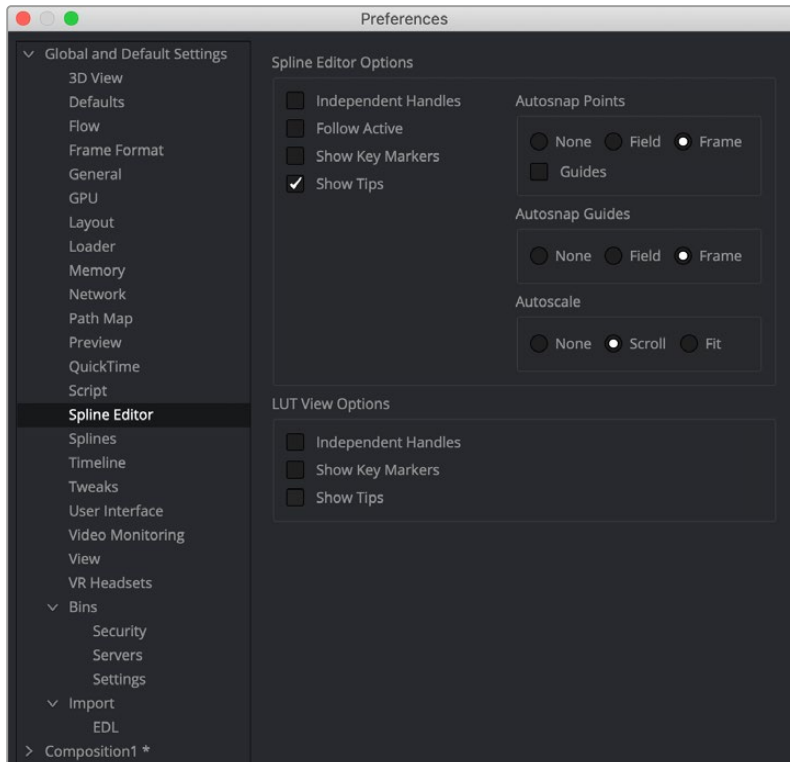 Preferences
Global and Default Settings
3D View
Defaults
Flow
Frame Format
General
GPU
Layout
Loader
Memory
Network
Path Map
Preview
QuickTime
Script
Spline Editor
Splines
Timeline
Tweaks
User Interface
Video Monitoring
View
VR Headsets
Bins
Security
Servers
Settings
Import
EDL
Composition1 *
Spline Editor Options
Independent Handles
Follow Active
Show Key Markers
Show Tips
Autosnap Points
None Field Frame
Guides
Autosnap Guides
None Field Frame
Autoscale
None Scroll Fit
LUT View Options
Independent Handles
Show Key Markers
Show Tips